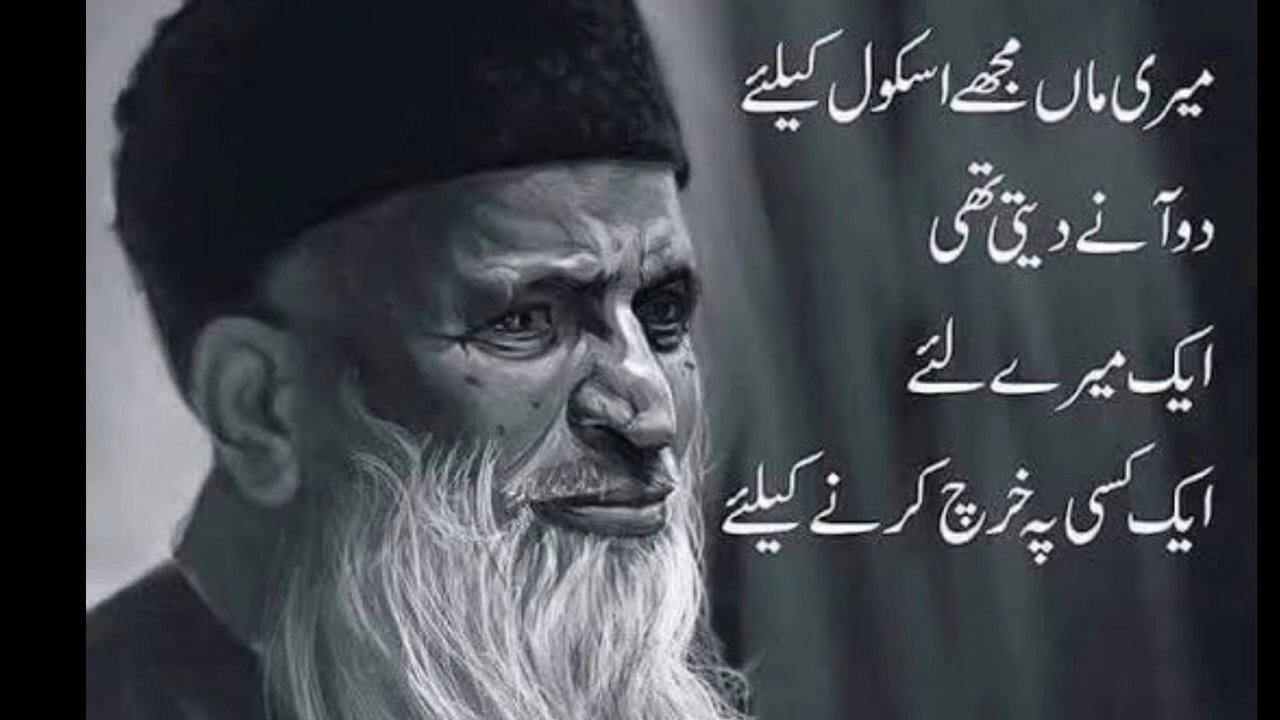 میری ماں مجھے اسکول کیلئے
دو آنے دیتی تھی
ایک میرے لئے
ایک کسی پہ خرچ کرنے کیلئے